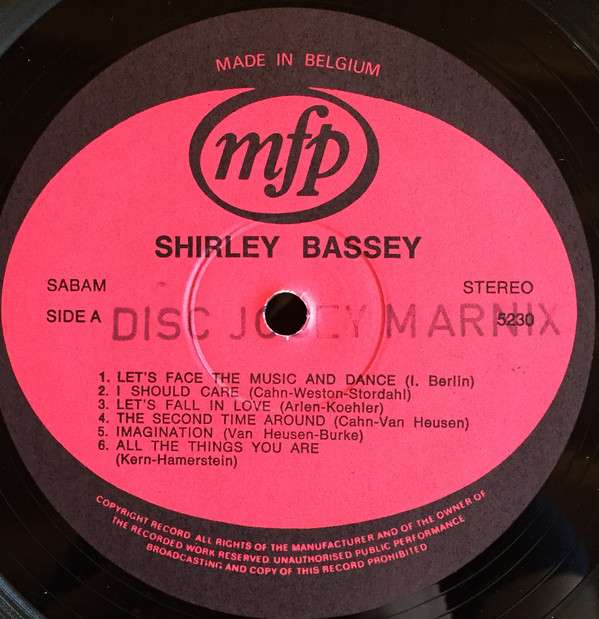 MADE IN BELGIUM
mfp
SHIRLEY BASSEY
SABAM
STEREO
SIDE A
5230
DISC JOCKEY MARNIX
1. LET'S FACE THE MUSIC AND DANCE (I. Berlin)
2. I SHOULD CARE (Cahn-Weston-Stordahl)
3. LET'S FALL IN LOVE (Arlen-Koehler)
4. THE SECOND TIME AROUND (Cahn-Van Heusen)
5. IMAGINATION (Van Heusen-Burke)
6. ALL THE THINGS YOU ARE
(Kern-Hamerstein)
COPYRIGHT RECORD ALL RIGHTS OF THE MANUFACTURER AND OF THE OWNER OF
THE RECORDED WORK RESERVED UNAUTHORISED PUBLIC PERFORMANCE
BROADCASTING AND COPY OF THIS RECORD PROHIBITED